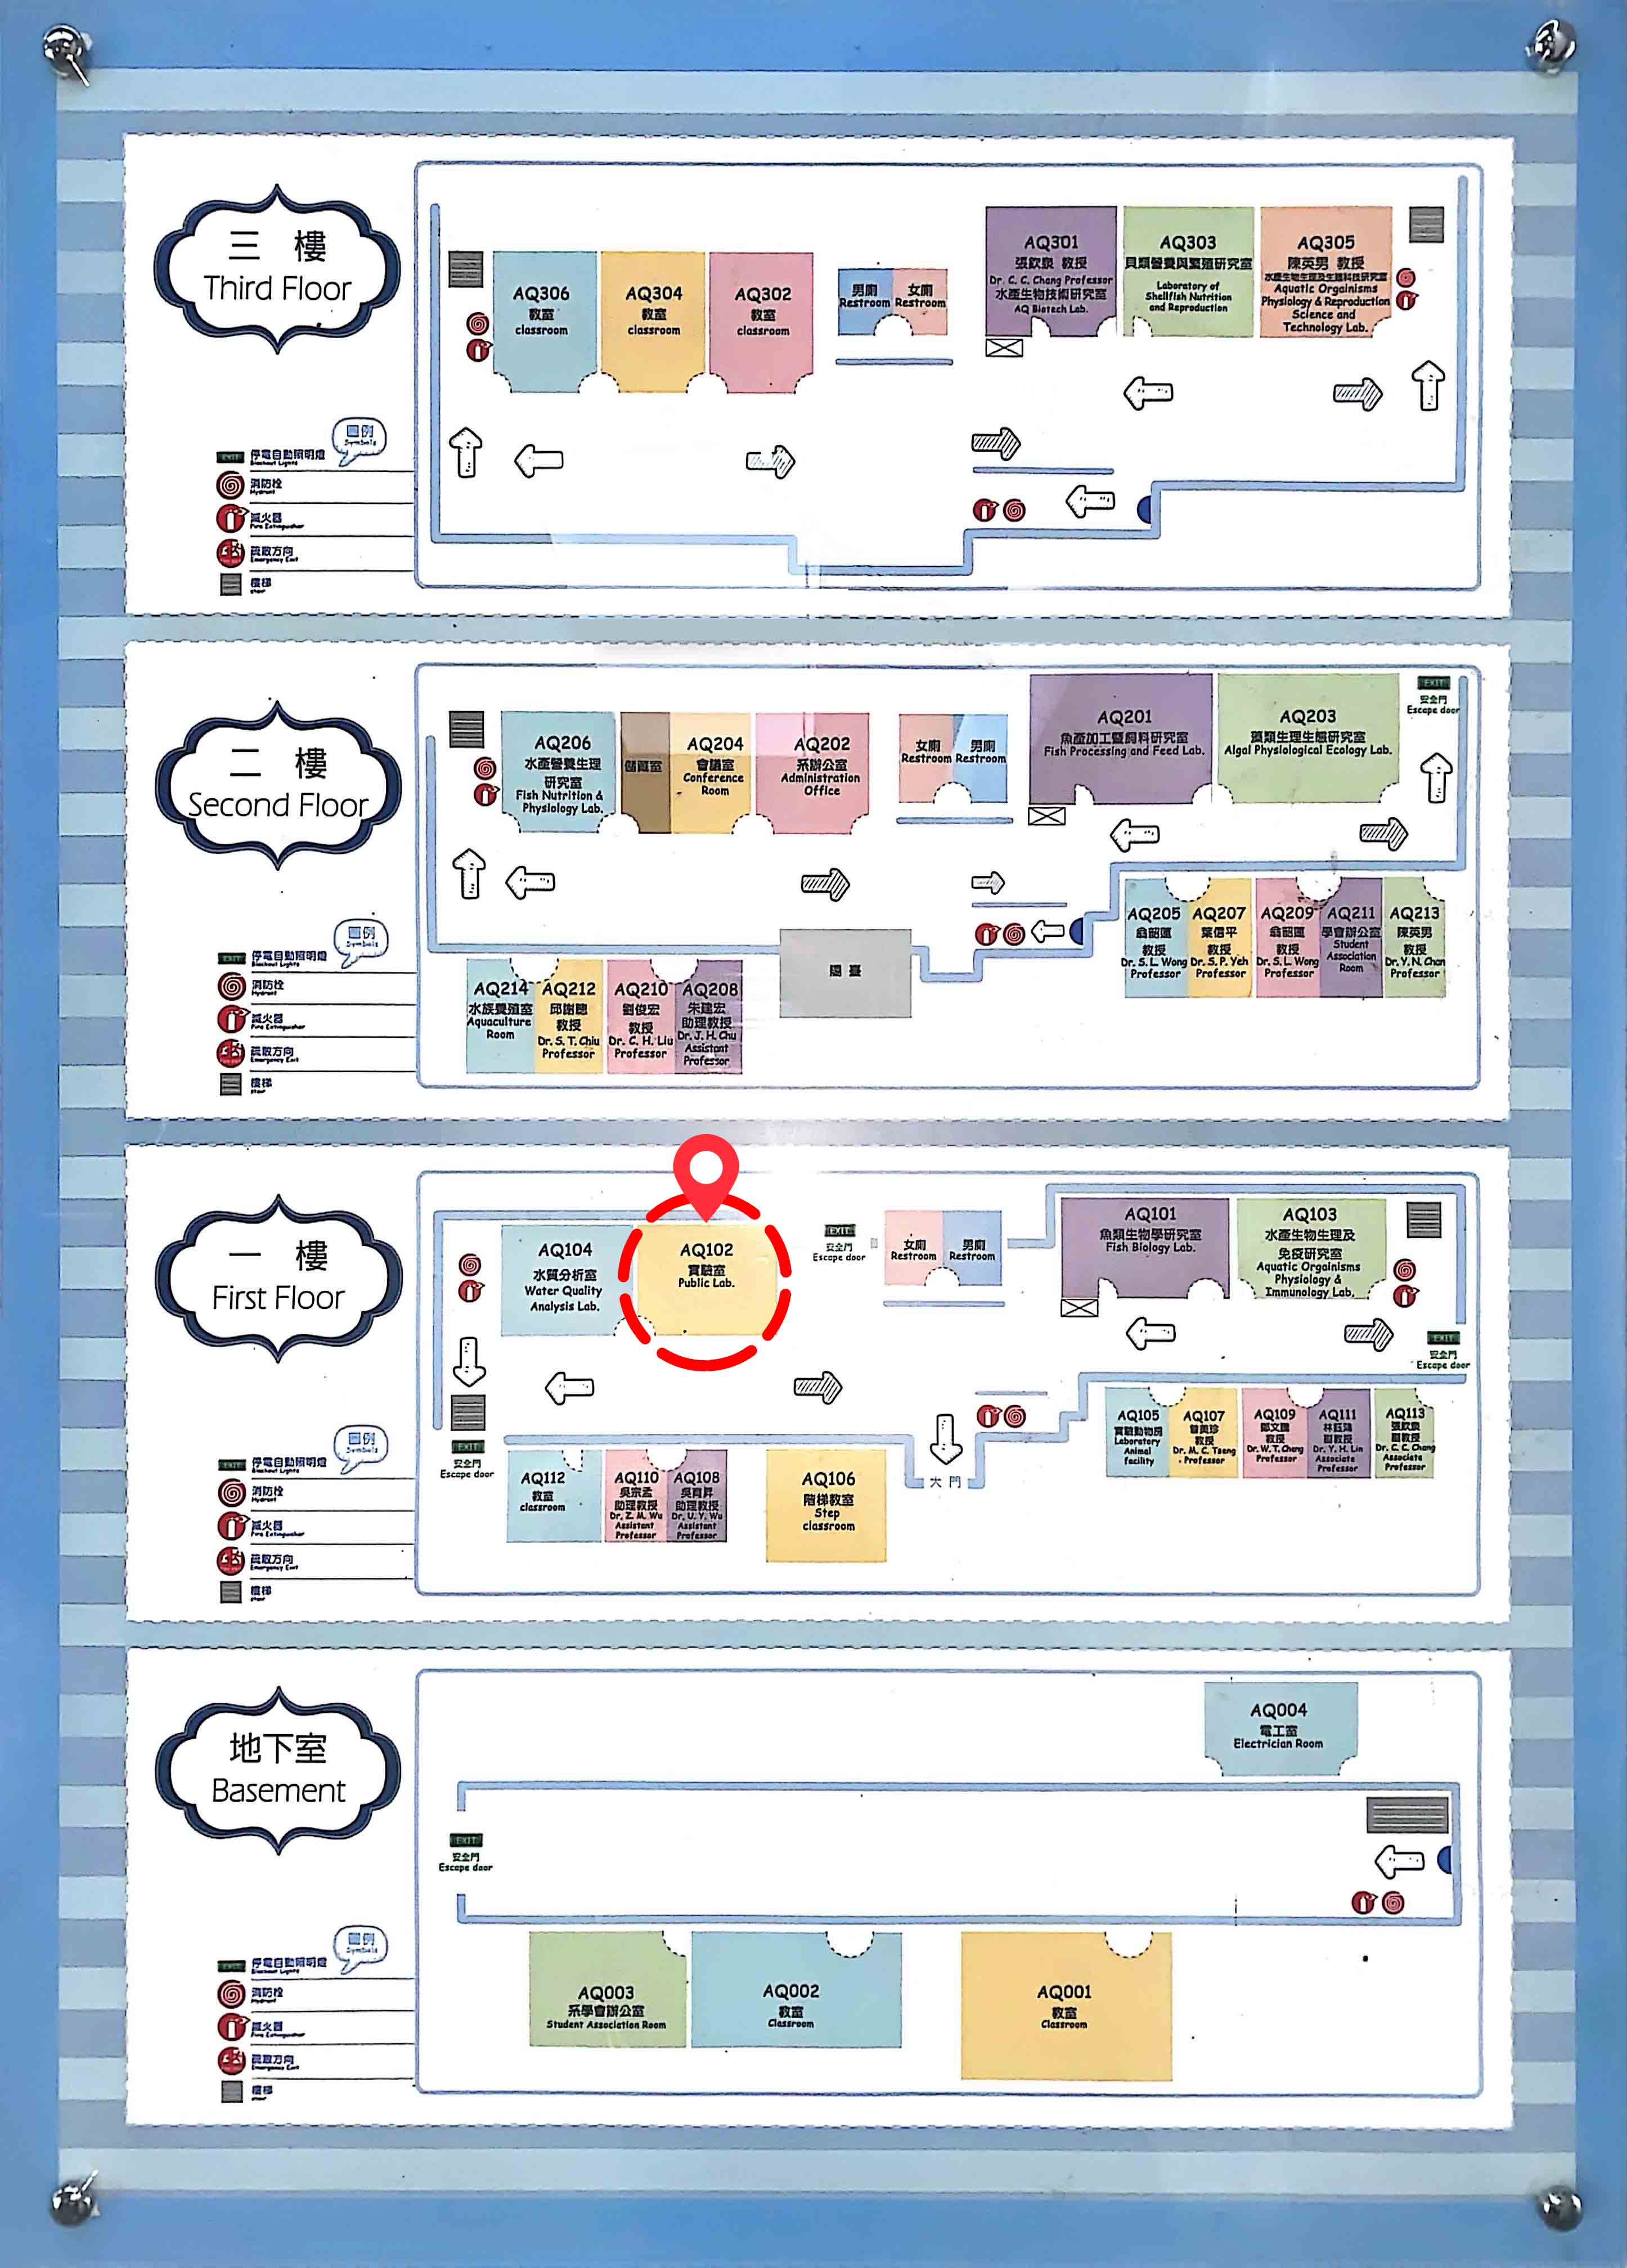 三 樓
Third Floor
AQ306
教室
classroom
AQ304
教室
classroom
AQ302
教室
classroom
男廁
Restroom
女廁
Restroom
AQ301
張欽泉 教授
Dr. C. C. Chang Professor
水產生物技術研究室
AQ Biotech Lab.
AQ303
貝類營養與繁殖研究室
Laboratory of
Shellfish Nutrition
and Reproduction
AQ305
陳英男 教授
水產生物生理及生殖科技研究室
Aquatic Orgainisms
Physiology & Reproduction
Science and
Technology Lab.
圖例
Symbols
EXIT
停電自動照明燈
Blackout Lights
消防栓
Hydrant
滅火器
Fire Extinguisher
疏散方向
Emergency Exit
樓梯
stair
二 樓
Second Floor
AQ206
水產營養生理
研究室
Fish Nutrition &
Physiology Lab.
儲藏室
AQ204
會議室
Conference
Room
AQ202
系辦公室
Administration
Office
女廁
Restroom
男廁
Restroom
AQ201
魚產加工暨飼料研究室
Fish Processing and Feed Lab.
AQ203
藻類生理生態研究室
Algal Physiological Ecology Lab.
EXIT
安全門
Escape door
AQ205
翁韶蓮
教授
Dr. S.L. Wong
Professor
AQ207
葉信平
教授
Dr. S. P. Yeh
Professor
AQ209
翁韶蓮
教授
Dr. S.L. Wong
Professor
AQ211
學會辦公室
Student
Association
Room
AQ213
陳英男
教授
Dr. Y. N. Chen
Professor
AQ214
水族養殖室
Aquaculture
Room
AQ212
邱謝聰
教授
Dr. S. T. Chiu
Professor
AQ210
劉俊宏
教授
Dr. C. H. Liu
Professor
AQ208
朱建宏
助理教授
Dr. J. H. Chu
Assistant
Professor
陽 臺
圖例
Symbols
EXIT
停電自動照明燈
Blackout Lights
消防栓
Hydrant
滅火器
Fire Extinguisher
疏散方向
Emergency Exit
樓梯
stair
一 樓
First Floor
AQ104
水質分析室
Water Quality
Analysis Lab.
AQ102
實驗室
Public Lab.
EXIT
安全門
Escape door
女廁
Restroom
男廁
Restroom
AQ101
魚類生物學研究室
Fish Biology Lab.
AQ103
水產生物生理及
免疫研究室
Aquatic Orgainisms
Physiology &
Immunology Lab.
EXIT
安全門
Escape door
AQ105
實驗動物房
Laboratory
Animal
facility
AQ107
曾美珍
教授
Dr. M. C. Tseng
Professor
AQ109
鄭文騰
教授
Dr. W. T. Cheng
Professor
AQ111
林鈺鴻
副教授
Dr. Y. H. Lin
Associate
Professor
AQ113
張欽泉
副教授
Dr. C. C. Chang
Associate
Professor
EXIT
安全門
Escape door
AQ112
教室
classroom
AQ110
吳宗孟
助理教授
Dr. Z. M. Wu
Assistant
Professor
AQ108
吳育昇
助理教授
Dr. U. Y. Wu
Assistant
Professor
AQ106
階梯教室
Step
classroom
大 門
圖例
Symbols
EXIT
停電自動照明燈
Blackout Lights
消防栓
Hydrant
滅火器
Fire Extinguisher
疏散方向
Emergency Exit
樓梯
stair
地下室
Basement
AQ004
電工室
Electrician Room
EXIT
安全門
Escape door
AQ003
系學會辦公室
Student Association Room
AQ002
教室
Classroom
AQ001
教室
Classroom
圖例
Symbols
EXIT
停電自動照明燈
Blackout Lights
消防栓
Hydrant
滅火器
Fire Extinguisher
疏散方向
Emergency Exit
樓梯
stair